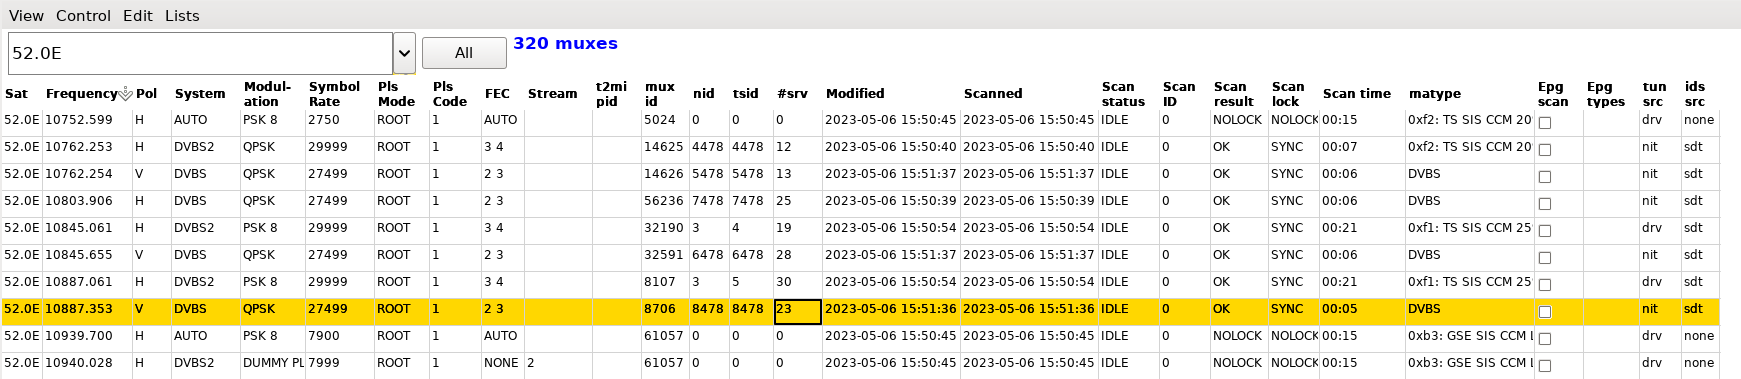 View Control Edit Lists
52.0E All 320 muxes
Sat Frequency Pol System Modul-ation Symbol Rate Pls Mode Pls Code FEC Stream t2mi pid mux id nid tsid #srv Modified Scanned Scan status Scan ID Scan result Scan lock Scan time matype Epg scan Epg types tun src ids src
52.0E 10752.599 H AUTO PSK 8 2750 ROOT 1 AUTO 5024 0 0 0 2023-05-06 15:50:45 2023-05-06 15:50:45 IDLE 0 NOLOCK NOLOCK 00:15 0xf2: TS SIS CCM 20 drv none
52.0E 10762.253 H DVBS2 QPSK 29999 ROOT 1 3 4 14625 4478 4478 12 2023-05-06 15:50:40 2023-05-06 15:50:40 IDLE 0 OK SYNC 00:07 0xf2: TS SIS CCM 20 nit sdt
52.0E 10762.254 V DVBS QPSK 27499 ROOT 1 2 3 14626 5478 5478 13 2023-05-06 15:51:37 2023-05-06 15:51:37 IDLE 0 OK SYNC 00:06 DVBS nit sdt
52.0E 10803.906 H DVBS QPSK 27499 ROOT 1 2 3 56236 7478 7478 25 2023-05-06 15:50:39 2023-05-06 15:50:39 IDLE 0 OK SYNC 00:06 DVBS nit sdt
52.0E 10845.061 H DVBS2 PSK 8 29999 ROOT 1 3 4 32190 3 4 19 2023-05-06 15:50:54 2023-05-06 15:50:54 IDLE 0 OK SYNC 00:21 0xf1: TS SIS CCM 25 drv sdt
52.0E 10845.655 V DVBS QPSK 27499 ROOT 1 2 3 32591 6478 6478 28 2023-05-06 15:51:37 2023-05-06 15:51:37 IDLE 0 OK SYNC 00:06 DVBS nit sdt
52.0E 10887.061 H DVBS2 PSK 8 29999 ROOT 1 3 4 8107 3 5 30 2023-05-06 15:50:54 2023-05-06 15:50:54 IDLE 0 OK SYNC 00:21 0xf1: TS SIS CCM 25 drv sdt
52.0E 10887.353 V DVBS QPSK 27499 ROOT 1 2 3 8706 8478 8478 23 2023-05-06 15:51:36 2023-05-06 15:51:36 IDLE 0 OK SYNC 00:05 DVBS nit sdt
52.0E 10939.700 H AUTO PSK 8 7900 ROOT 1 AUTO 61057 0 0 0 2023-05-06 15:50:45 2023-05-06 15:50:45 IDLE 0 NOLOCK NOLOCK 00:15 0xb3: GSE SIS CCM drv none
52.0E 10940.028 H DVBS2 DUMMY PL 7999 ROOT 1 NONE 2 61057 0 0 0 2023-05-06 15:50:45 2023-05-06 15:50:45 IDLE 0 NOLOCK NOLOCK 00:15 0xb3: GSE SIS CCM drv none